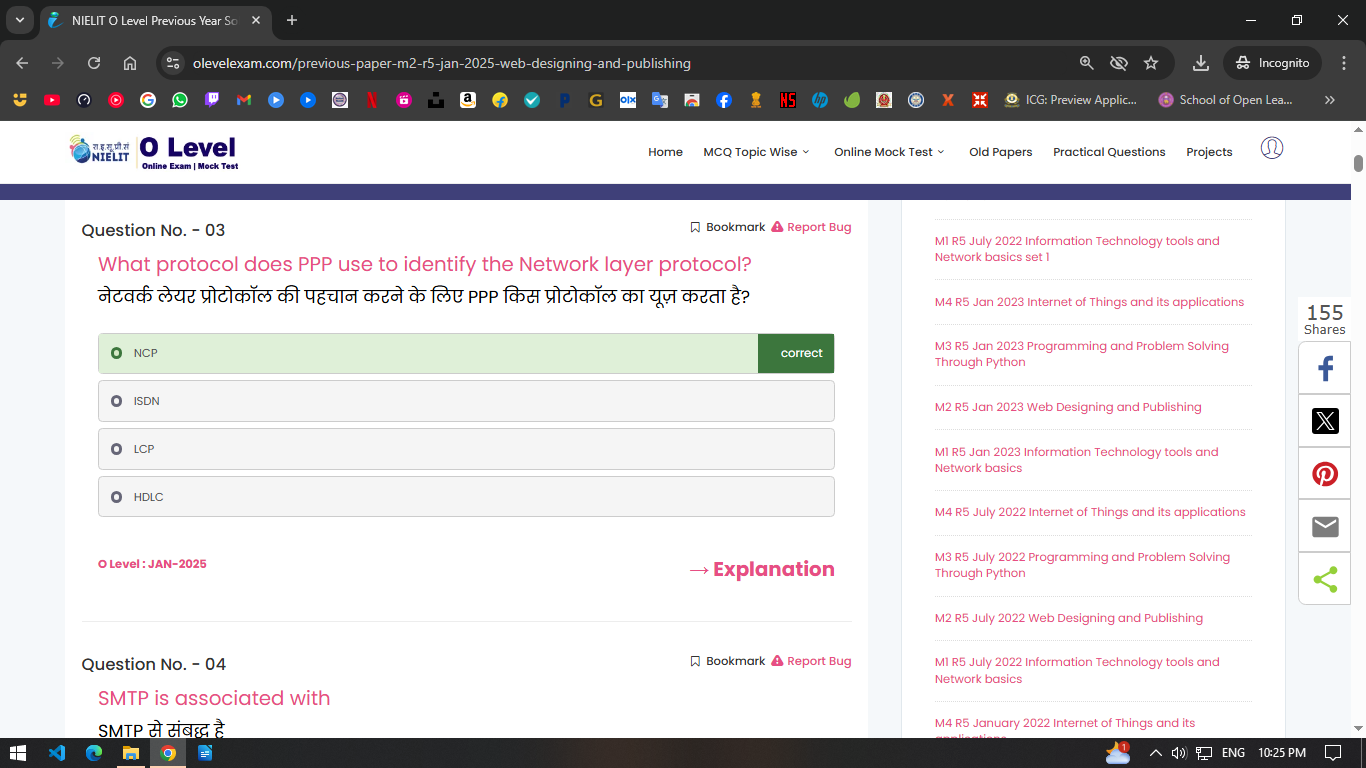 NIELIT O Level Previous Year So
olevelexam.com/previous-paper-m2-r5-jan-2025-web-designing-and-publishing
Incognito
ICG: Preview Applic...
School of Open Lea...
रा.इ.सू.प्रौ.सं
NIELIT
O Level
Online Exam | Mock Test
Home
MCQ Topic Wise
Online Mock Test
Old Papers
Practical Questions
Projects
Question No. - 03
Bookmark
Report Bug
What protocol does PPP use to identify the Network layer protocol?
नेटवर्क लेयर प्रोटोकॉल की पहचान करने के लिए PPP किस प्रोटोकॉल का यूज़ करता है?
NCP
correct
ISDN
LCP
HDLC
O Level : JAN-2025
→ Explanation
Question No. - 04
Bookmark
Report Bug
SMTP is associated with
SMTP से संबद्ध है
M1 R5 July 2022 Information Technology tools and
Network basics set 1
M4 R5 Jan 2023 Internet of Things and its applications
M3 R5 Jan 2023 Programming and Problem Solving
Through Python
M2 R5 Jan 2023 Web Designing and Publishing
M1 R5 Jan 2023 Information Technology tools and
Network basics
M4 R5 July 2022 Internet of Things and its applications
M3 R5 July 2022 Programming and Problem Solving
Through Python
M2 R5 July 2022 Web Designing and Publishing
M1 R5 July 2022 Information Technology tools and
Network basics
M4 R5 January 2022 Internet of Things and its
applications
155
Shares
1
ENG
10:25 PM